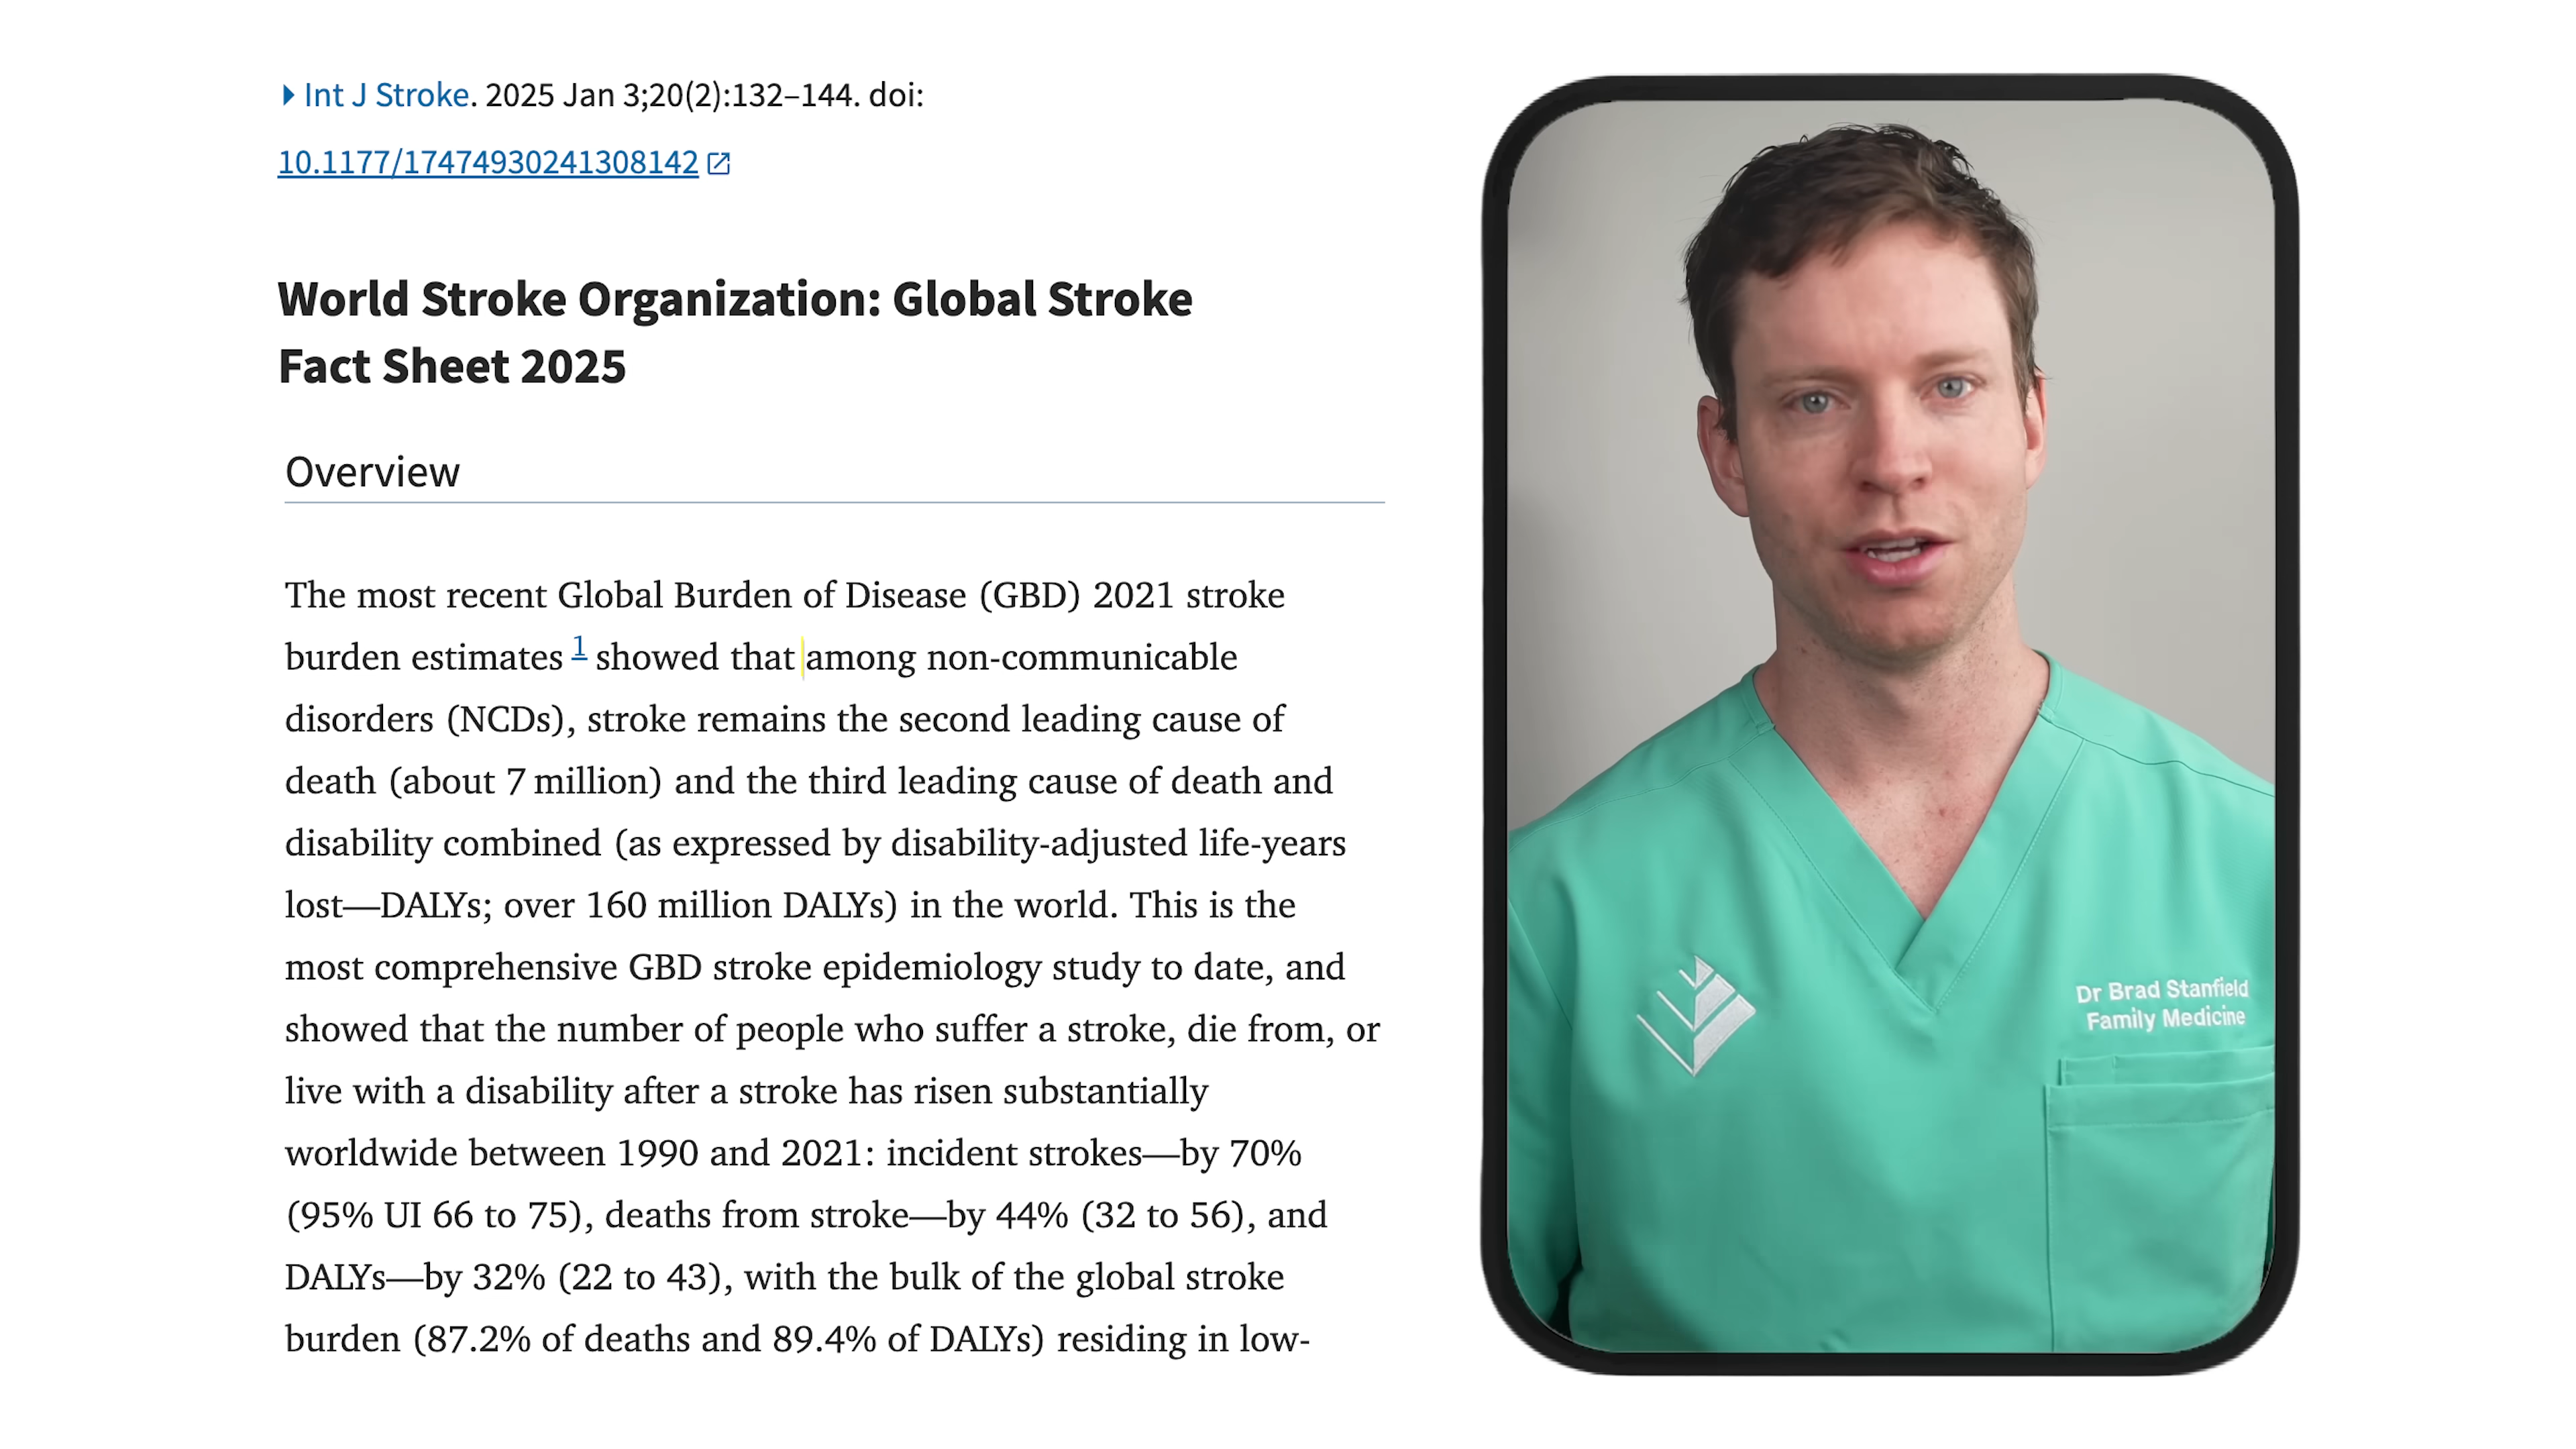 Int J Stroke. 2025 Jan 3;20(2):132–144. doi:
10.1177/17474930241308142
World Stroke Organization: Global Stroke
Fact Sheet 2025
Overview
The most recent Global Burden of Disease (GBD) 2021 stroke
burden estimates 1 showed that among non-communicable
disorders (NCDs), stroke remains the second leading cause of
death (about 7 million) and the third leading cause of death and
disability combined (as expressed by disability-adjusted life-years
lost—DALYs; over 160 million DALYs) in the world. This is the
most comprehensive GBD stroke epidemiology study to date, and
showed that the number of people who suffer a stroke, die from, or
live with a disability after a stroke has risen substantially
worldwide between 1990 and 2021: incident strokes—by 70%
(95% UI 66 to 75), deaths from stroke—by 44% (32 to 56), and
DALYs—by 32% (22 to 43), with the bulk of the global stroke
burden (87.2% of deaths and 89.4% of DALYs) residing in low-
Dr Brad Stanfield
Family Medicine